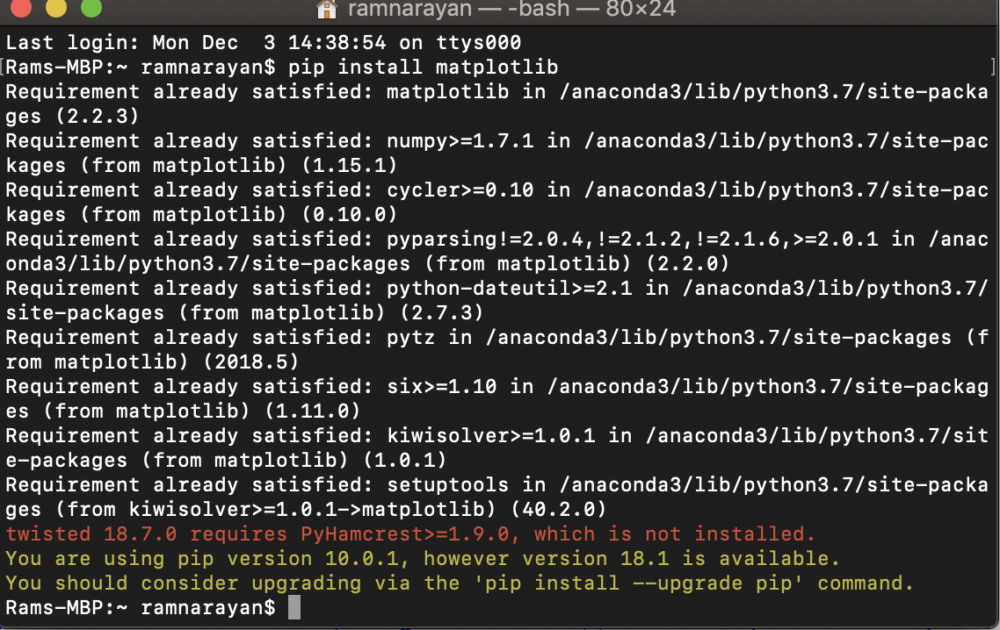 ramnarayan — -bash — 80×24
Last login: Mon Dec  3 14:38:54 on ttys000
[Rams-MBP:~ ramnarayan$ pip install matplotlib ]
Requirement already satisfied: matplotlib in /anaconda3/lib/python3.7/site-packa
ges (2.2.3)
Requirement already satisfied: numpy>=1.7.1 in /anaconda3/lib/python3.7/site-pac
kages (from matplotlib) (1.15.1)
Requirement already satisfied: cycler>=0.10 in /anaconda3/lib/python3.7/site-pac
kages (from matplotlib) (0.10.0)
Requirement already satisfied: pyparsing!=2.0.4,!=2.1.2,!=2.1.6,>=2.0.1 in /anac
onda3/lib/python3.7/site-packages (from matplotlib) (2.2.0)
Requirement already satisfied: python-dateutil>=2.1 in /anaconda3/lib/python3.7/
site-packages (from matplotlib) (2.7.3)
Requirement already satisfied: pytz in /anaconda3/lib/python3.7/site-packages (f
rom matplotlib) (2018.5)
Requirement already satisfied: six>=1.10 in /anaconda3/lib/python3.7/site-packag
es (from matplotlib) (1.11.0)
Requirement already satisfied: kiwisolver>=1.0.1 in /anaconda3/lib/python3.7/sit
e-packages (from matplotlib) (1.0.1)
Requirement already satisfied: setuptools in /anaconda3/lib/python3.7/site-packa
ges (from kiwisolver>=1.0.1->matplotlib) (40.2.0)
twisted 18.7.0 requires PyHamcrest>=1.9.0, which is not installed.
You are using pip version 10.0.1, however version 18.1 is available.
You should consider upgrading via the 'pip install --upgrade pip' command.
Rams-MBP:~ ramnarayan$